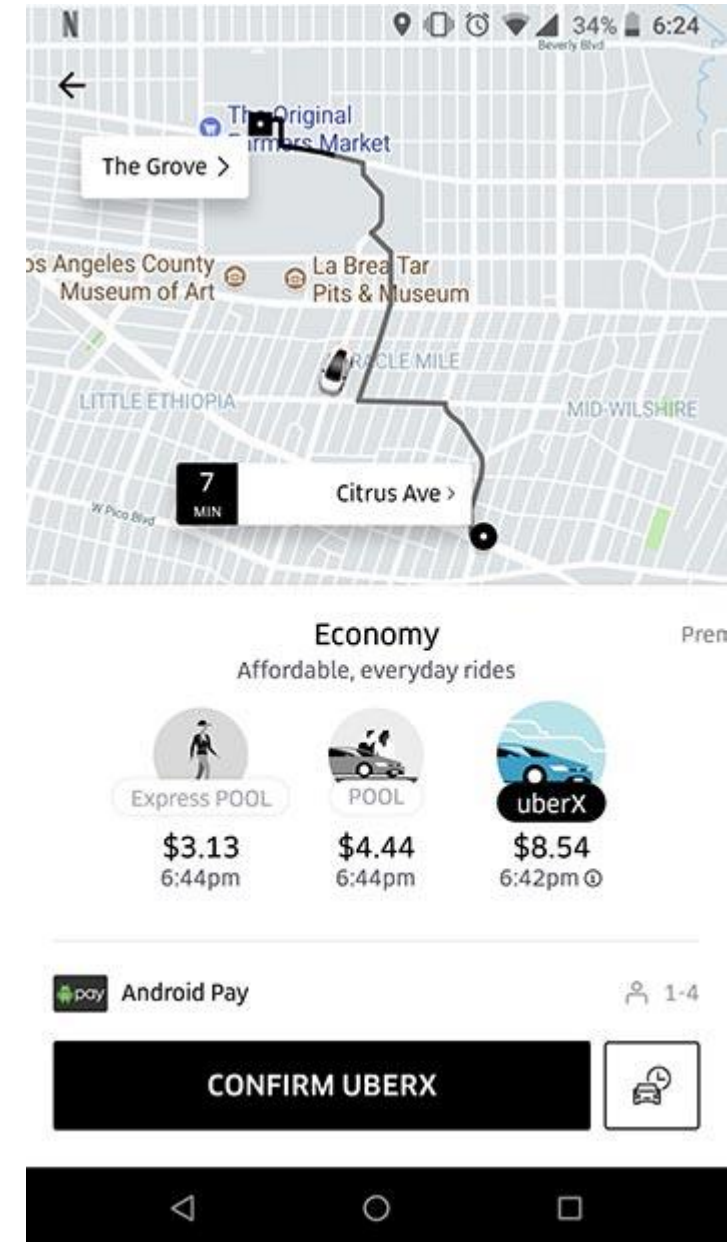 N 34% 6:24
Beverly Blvd
The Original
Farmers Market
The Grove >
os Angeles County
Museum of Art
La Brea Tar
Pits & Museum
MIRACLE MILE
LITTLE ETHIOPIA
MID-WILSHIRE
7
MIN
Citrus Ave >
W Pico Blvd
Economy
Prem
Affordable, everyday rides
Express POOL
POOL
uberX
$3.13
$4.44
$8.54
6:44pm
6:44pm
6:42pm
pay Android Pay
1-4
CONFIRM UBERX